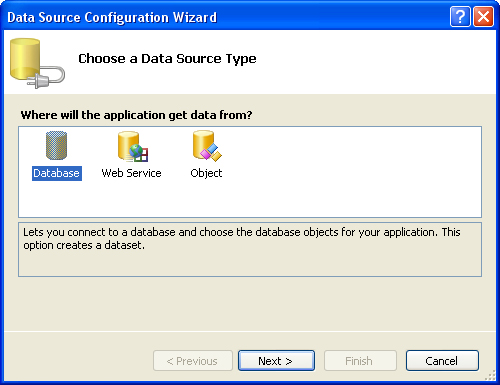 Data Source Configuration Wizard
Choose a Data Source Type
Where will the application get data from?
Database Web Service Object
Lets you connect to a database and choose the database objects for your application. This
option creates a dataset.
< Previous Next > Finish Cancel